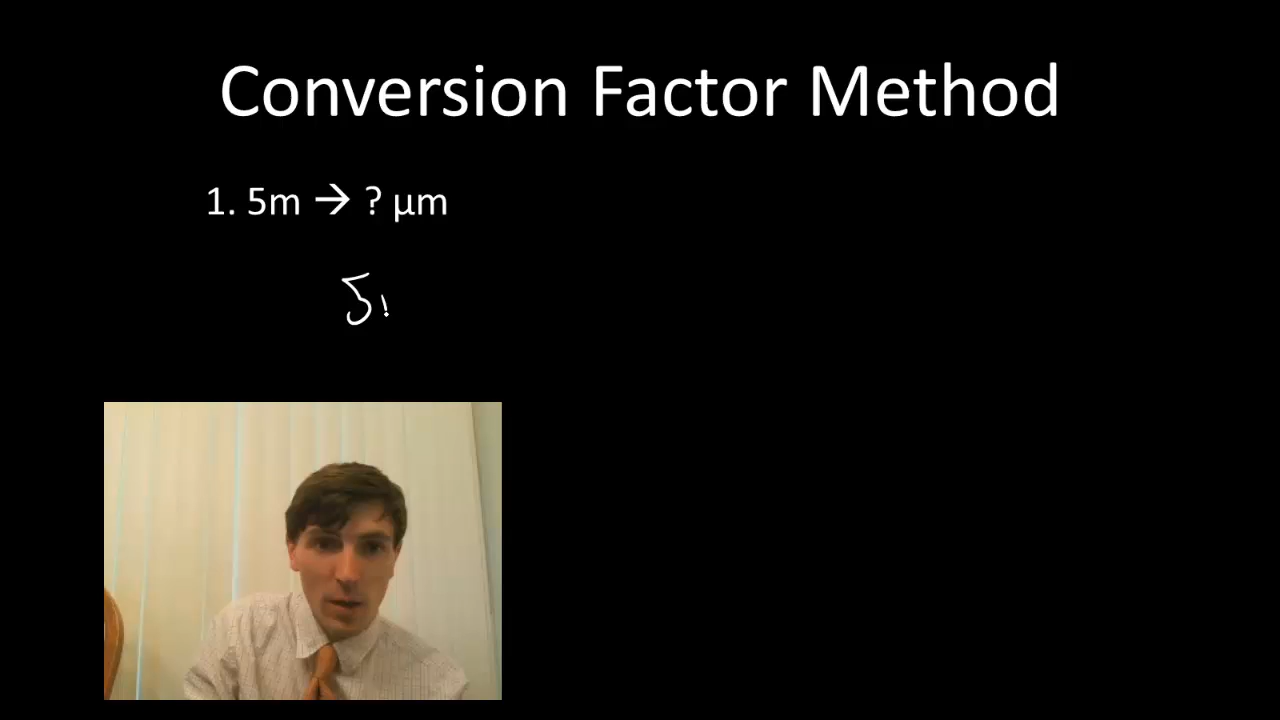 Conversion Factor Method
1. 5m → ? µm
5